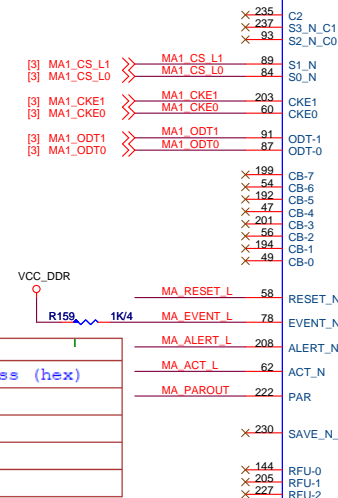 235 C2
237 S3_N_C1
93 S2_N_C0
[3] MA1_CS_L1 MA1_CS_L1 89 S1_N
[3] MA1_CS_L0 MA1_CS_L0 84 S0_N
[3] MA1_CKE1 MA1_CKE1 203 CKE1
[3] MA1_CKE0 MA1_CKE0 60 CKE0
[3] MA1_ODT1 MA1_ODT1 91 ODT-1
[3] MA1_ODT0 MA1_ODT0 87 ODT-0
199 CB-7
54 CB-6
192 CB-5
47 CB-4
201 CB-3
56 CB-2
194 CB-1
49 CB-0
VCC_DDR
MA_RESET_L 58 RESET_N
R159 1K/4 MA_EVENT_L 78 EVENT_N
MA_ALERT_L 208 ALERT_N
ss (hex) MA_ACT_L 62 ACT_N
MA_PAROUT 222 PAR
230 SAVE_N_
144 RFU-0
205 RFU-1
227 RFU-2